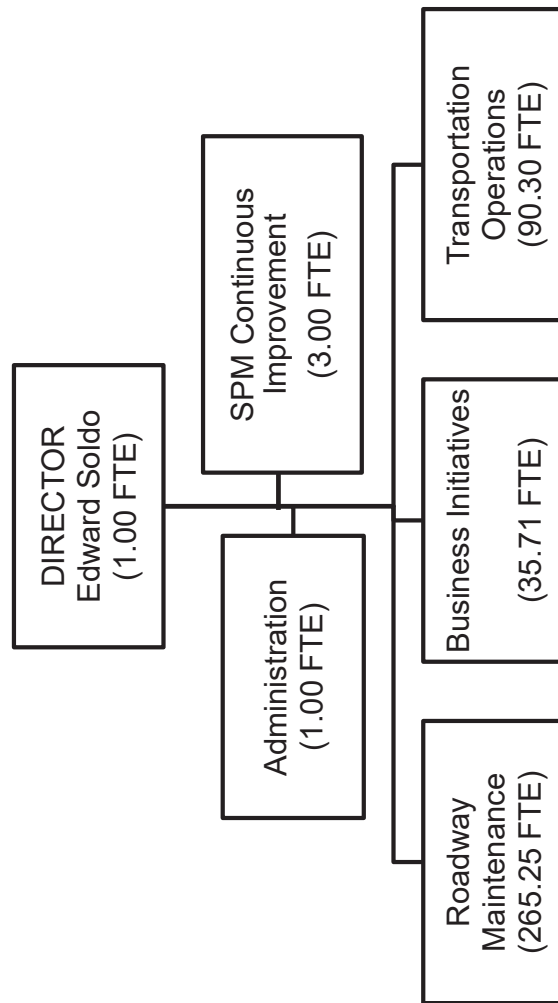 DIRECTOR
Edward Soldo
(1.00 FTE)
Administration
(1.00 FTE)
SPM Continuous
Improvement
(3.00 FTE)
Roadway
Maintenance
(265.25 FTE)
Business Initiatives
(35.71 FTE)
Transportation
Operations
(90.30 FTE)